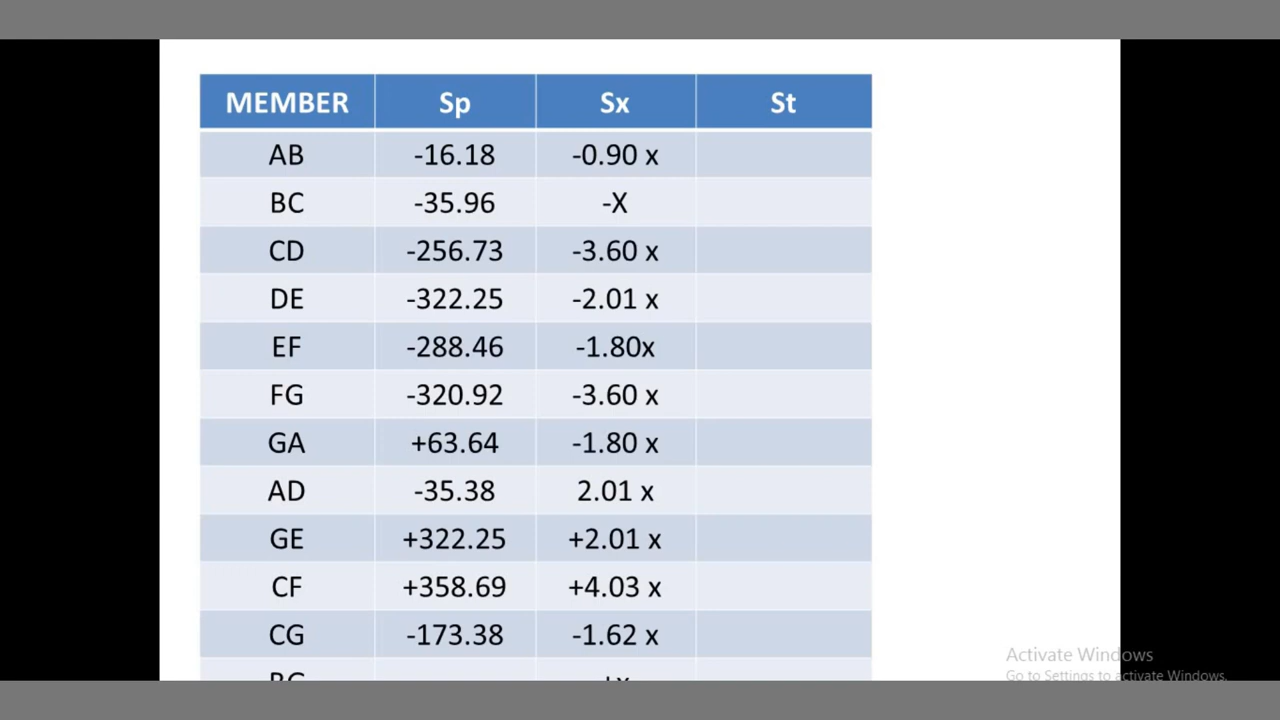 MEMBER Sp Sx St
AB -16.18 -0.90 x
BC -35.96 -X
CD -256.73 -3.60 x
DE -322.25 -2.01 x
EF -288.46 -1.80x
FG -320.92 -3.60 x
GA +63.64 -1.80 x
AD -35.38 2.01 x
GE +322.25 +2.01 x
CF +358.69 +4.03 x
CG -173.38 -1.62 x
Activate Windows
Go to Settings to activate Windows.